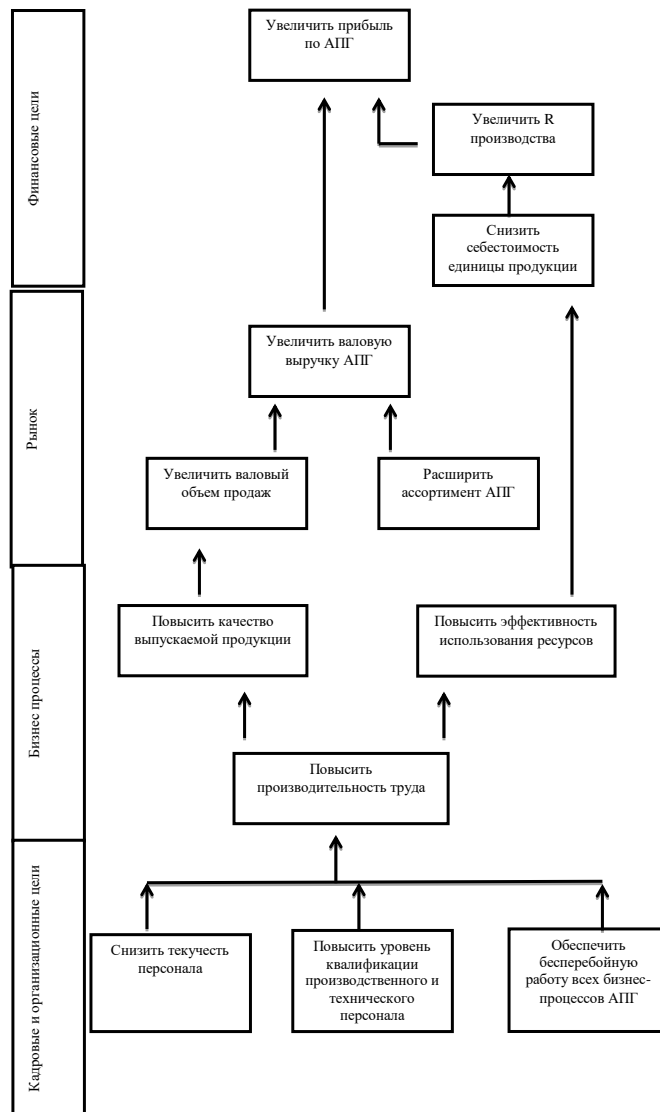 Финансовые цели
Увеличить прибыль
по АПГ
Увеличить R
производства
Снизить
себестоимость
единицы продукции
Рынок
Увеличить валовую
выручку АПГ
Увеличить валовый
объем продаж
Расширить
ассортимент АПГ
Бизнес процессы
Повысить качество
выпускаемой продукции
Повысить эффективность
использования ресурсов
Повысить
производительность труда
Кадровые и организационные цели
Снизить текучесть
персонала
Повысить уровень
квалификации
производственного и
технического
персонала
Обеспечить
бесперебойную
работу всех бизнес-
процессов АПГ